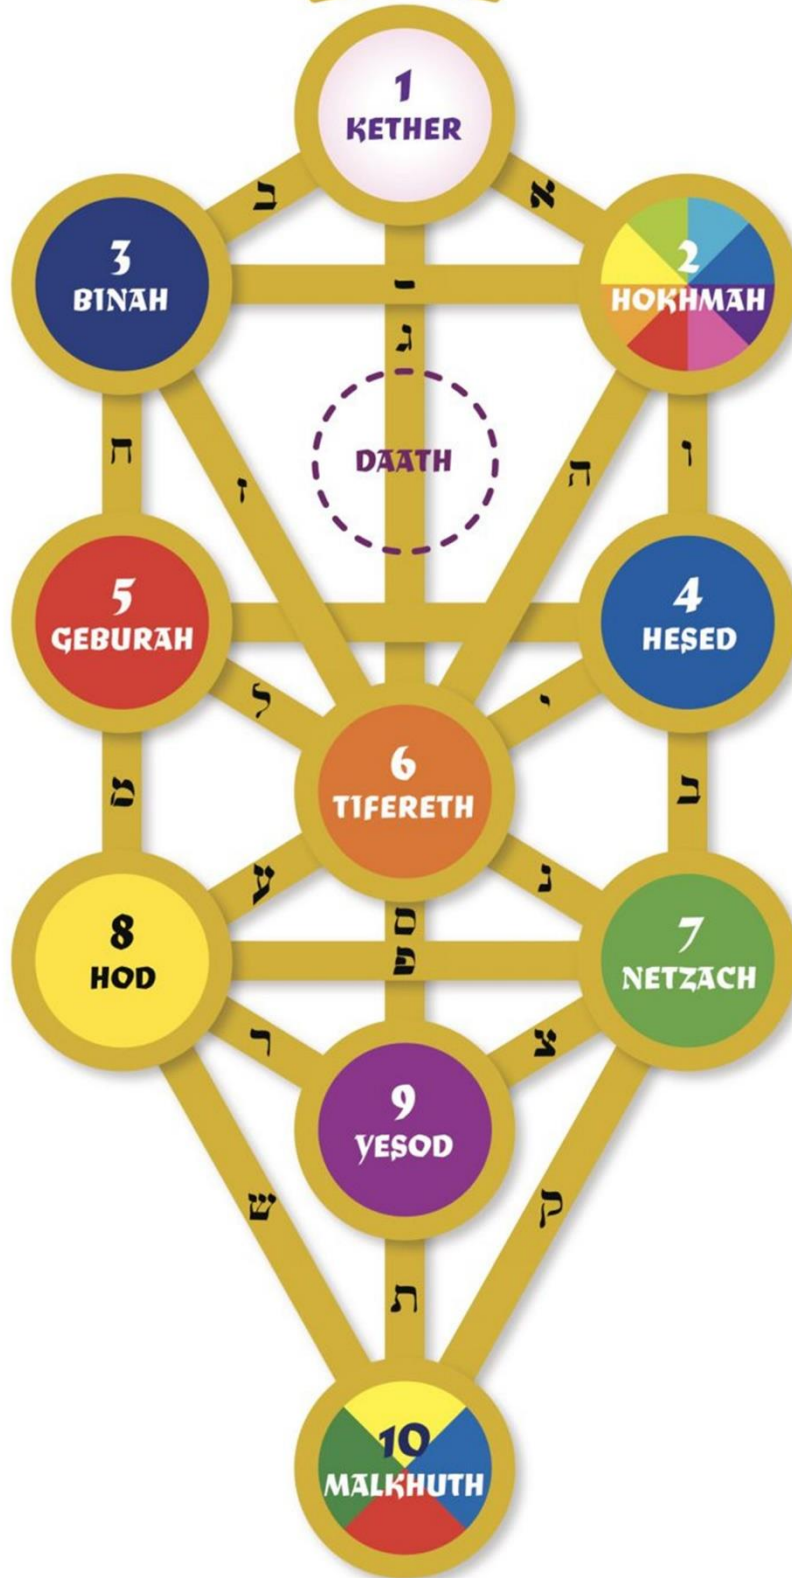 1
KETHER
ב
א
3
BINAH
2
HOKHMAH
ג
ח
ו
DAATH
ה
ז
5
GEBURAH
4
HESED
ל
י
6
TIFERETH
מ
ב
ע
נ
ם
פ
8
HOD
7
NETZACH
ר
צ
9
YESOD
ש
ק
ת
10
MALKHUTH